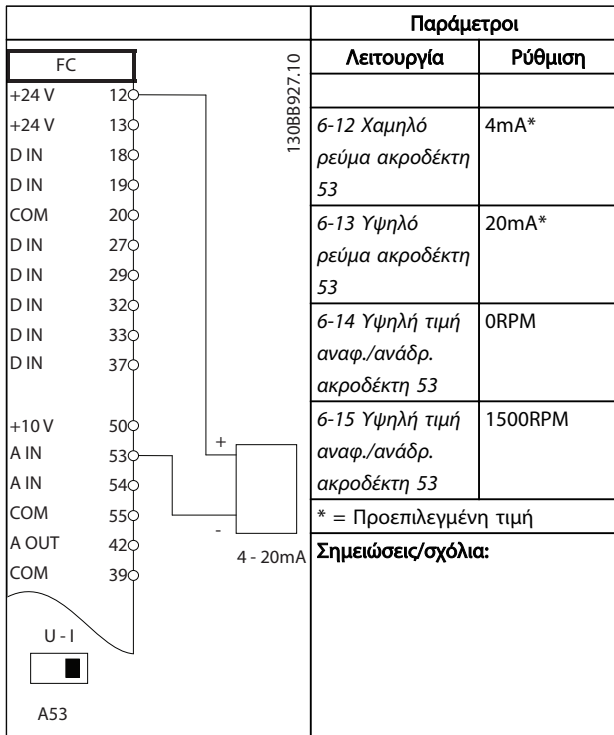 Παράμετροι
FC
130BB927.10
Λειτουργία Ρύθμιση
+24 V 12
+24 V 13
D IN 18
D IN 19
COM 20
D IN 27
D IN 29
D IN 32
D IN 33
D IN 37
+10 V 50
A IN 53
A IN 54
COM 55
A OUT 42
COM 39
+
-
4 - 20mA
U - I
A53
6-12 Χαμηλό 4mA*
ρεύμα ακροδέκτη
53
6-13 Υψηλό 20mA*
ρεύμα ακροδέκτη
53
6-14 Υψηλή τιμή 0RPM
αναφ./ανάδρ.
ακροδέκτη 53
6-15 Υψηλή τιμή 1500RPM
αναφ./ανάδρ.
ακροδέκτη 53
* = Προεπιλεγμένη τιμή
Σημειώσεις/σχόλια: